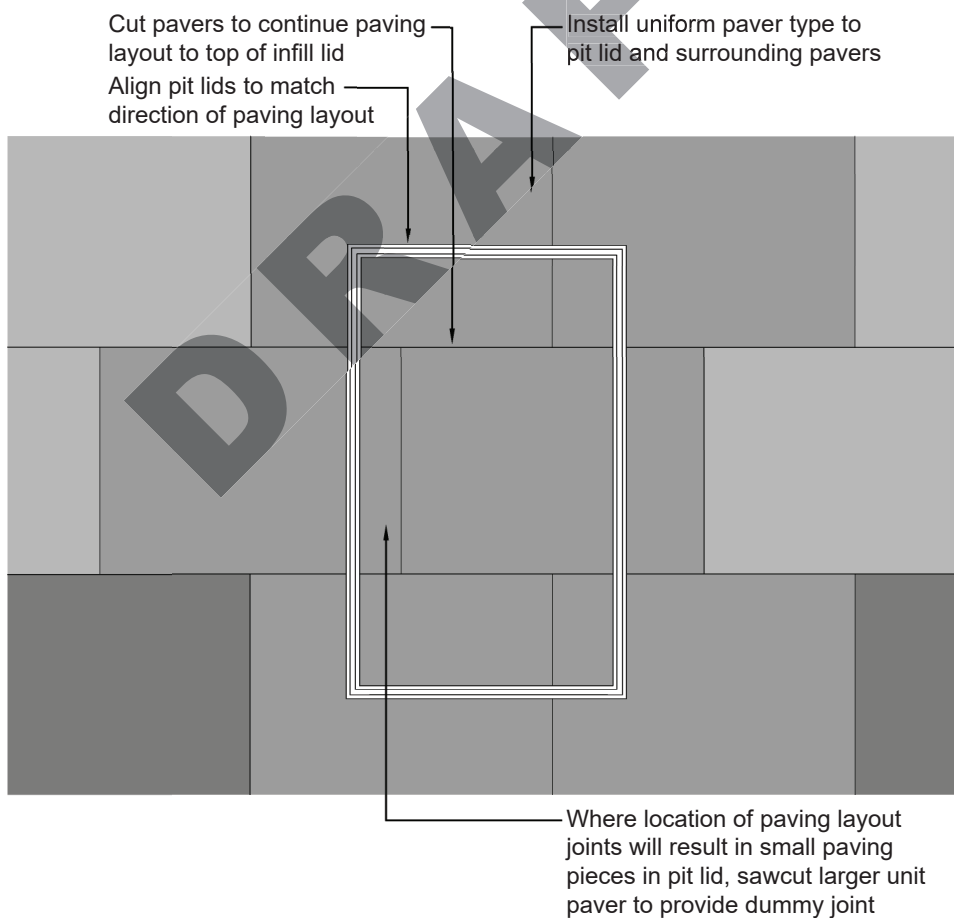 Cut pavers to continue paving
layout to top of infill lid
Align pit lids to match
direction of paving layout
Install uniform paver type to
pit lid and surrounding pavers
DRA
Where location of paving layout
joints will result in small paving
pieces in pit lid, sawcut larger unit
paver to provide dummy joint